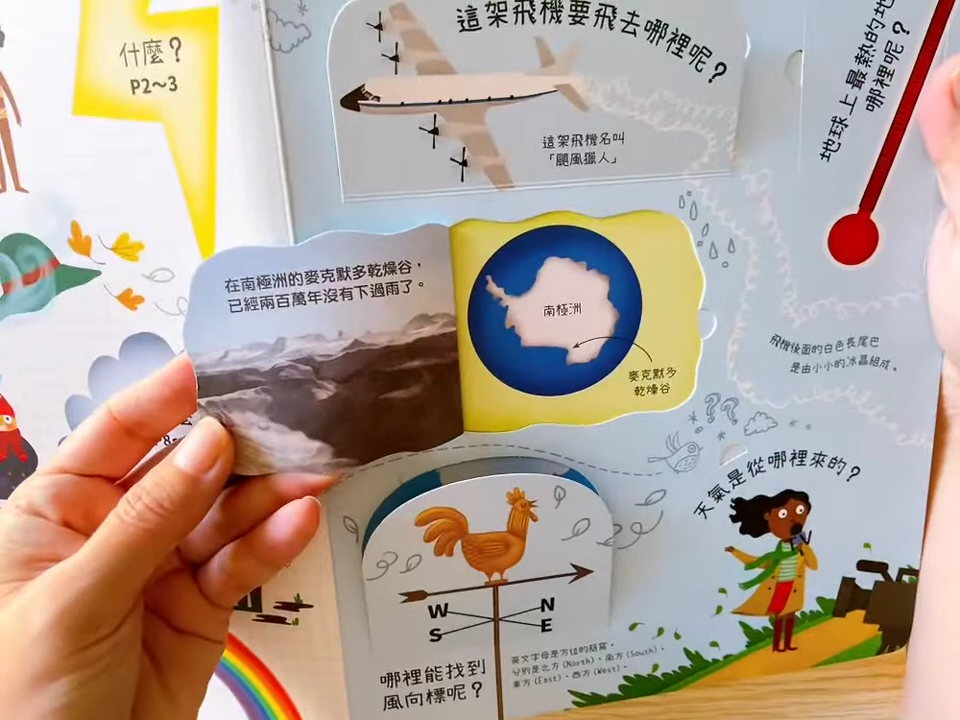 什麼?
P2~3
這架飛機要飛去哪裡呢?
這架飛機名叫
「颶風獵人」
地球上最熱的地
哪裡呢?
在南極洲的麥克默多乾燥谷,
已經兩百萬年沒有下過雨了。
南極洲
麥克默多
乾燥谷
飛機後面的白色長尾巴
是由小小的冰晶組成。
天氣是從哪裡來的?
W N
S E
哪裡能找到
風向標呢?
英文字母是方位的縮寫,
分別是北方(North)、南方(South)、
東方(East)、西方(West)。